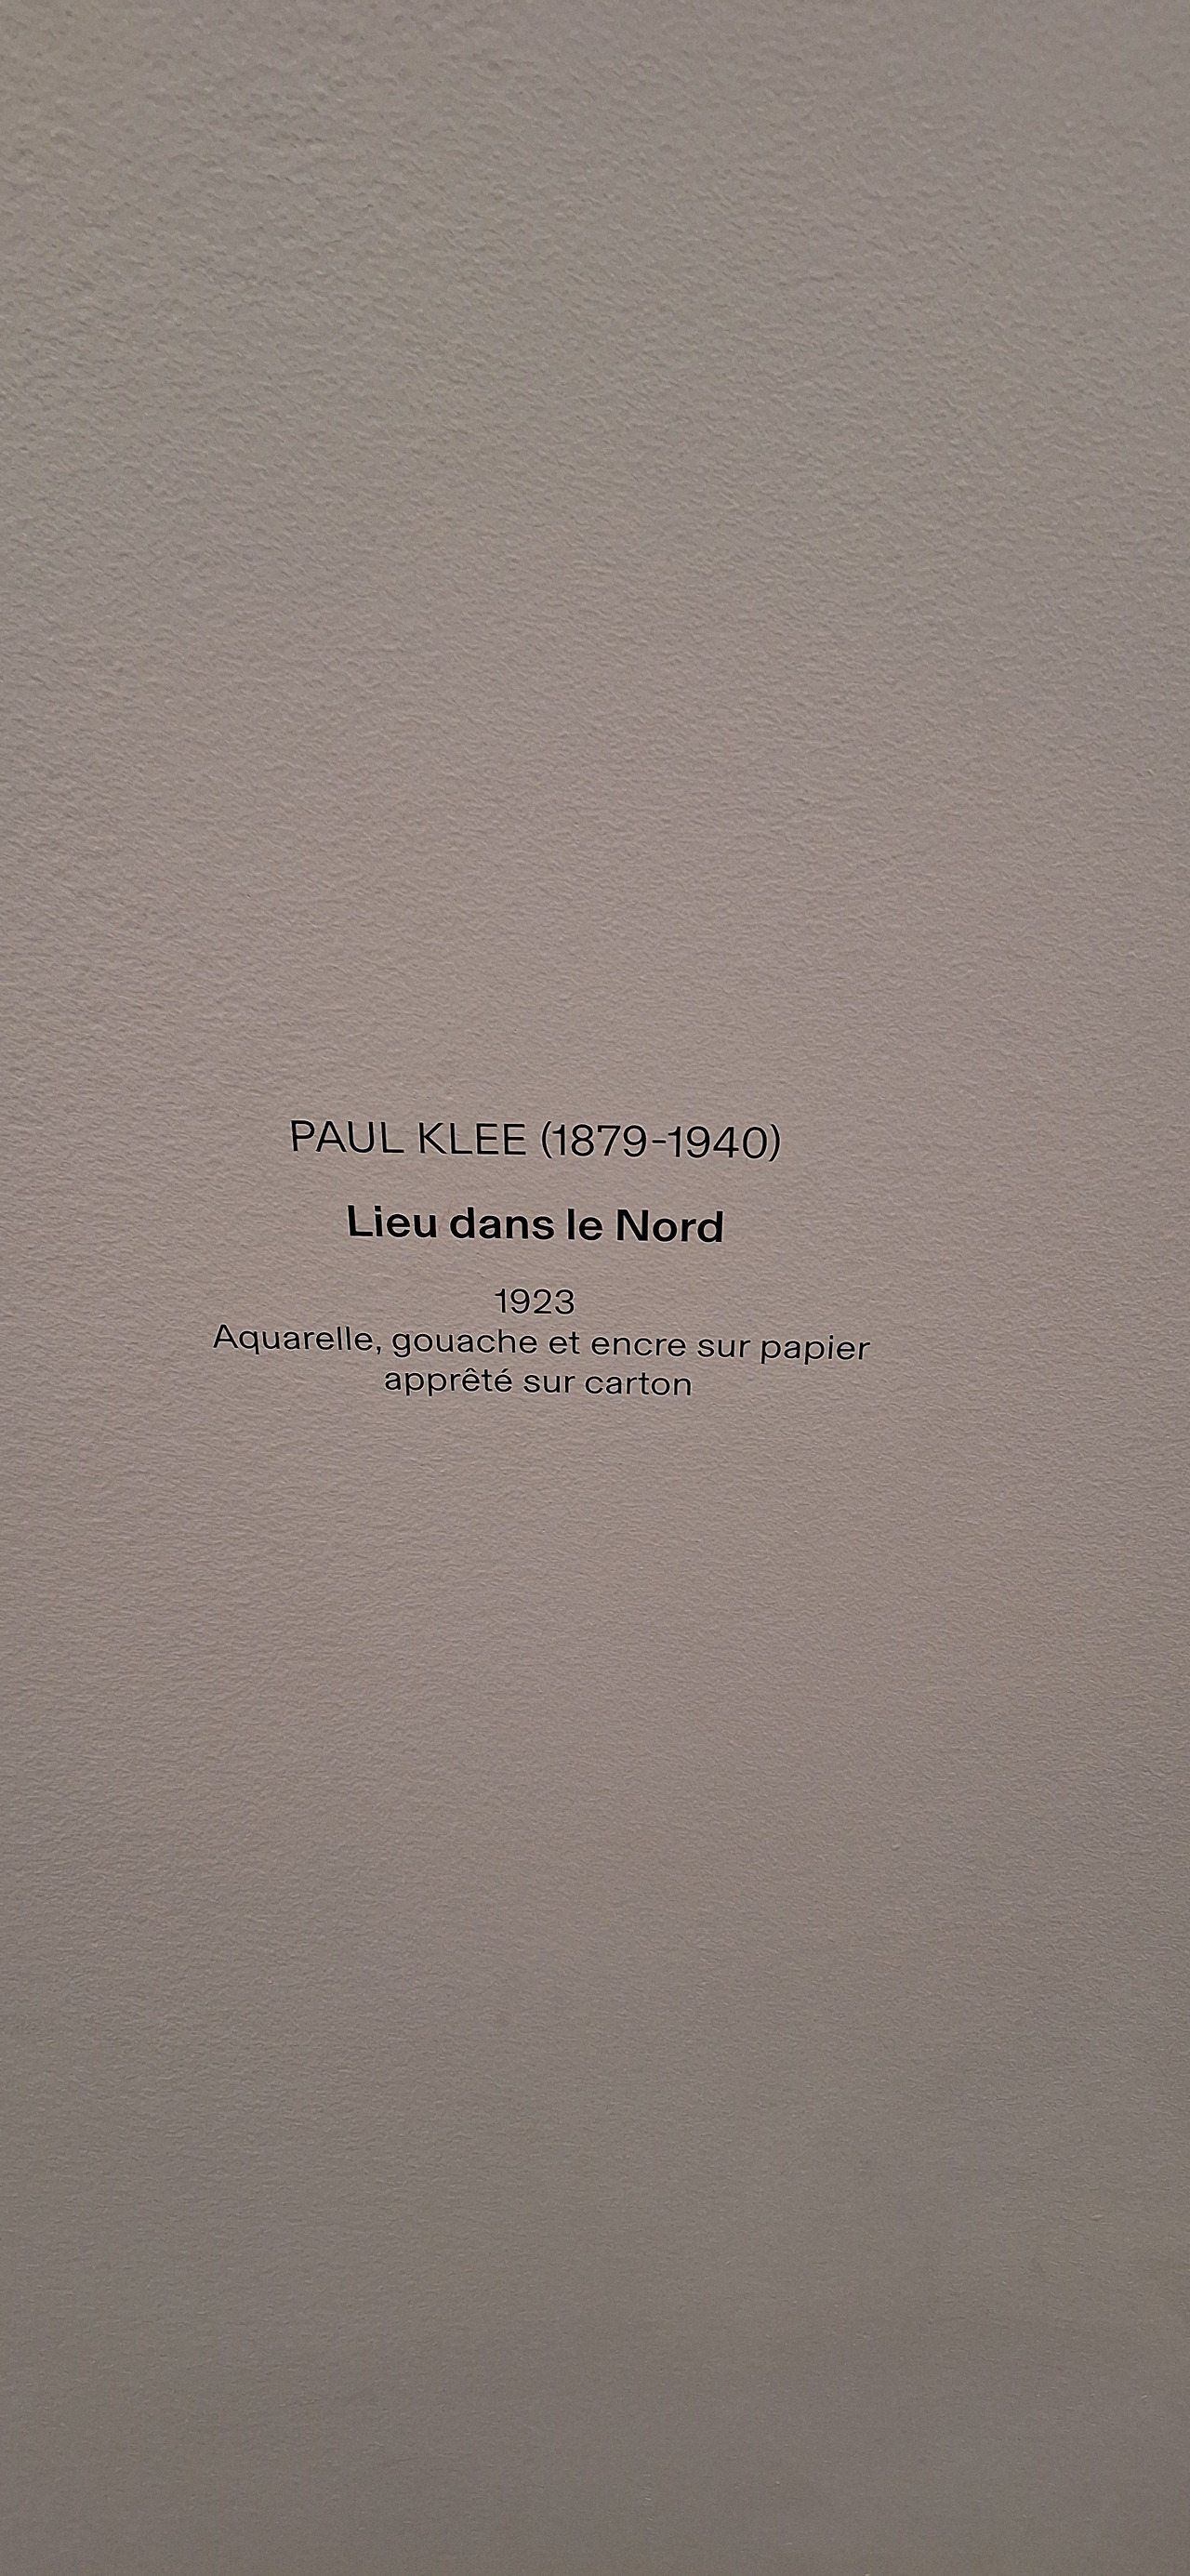 PAUL KLEE (1879-1940)
Lieu dans le Nord
1923
Aquarelle, gouache et encre sur papier
apprêté sur carton